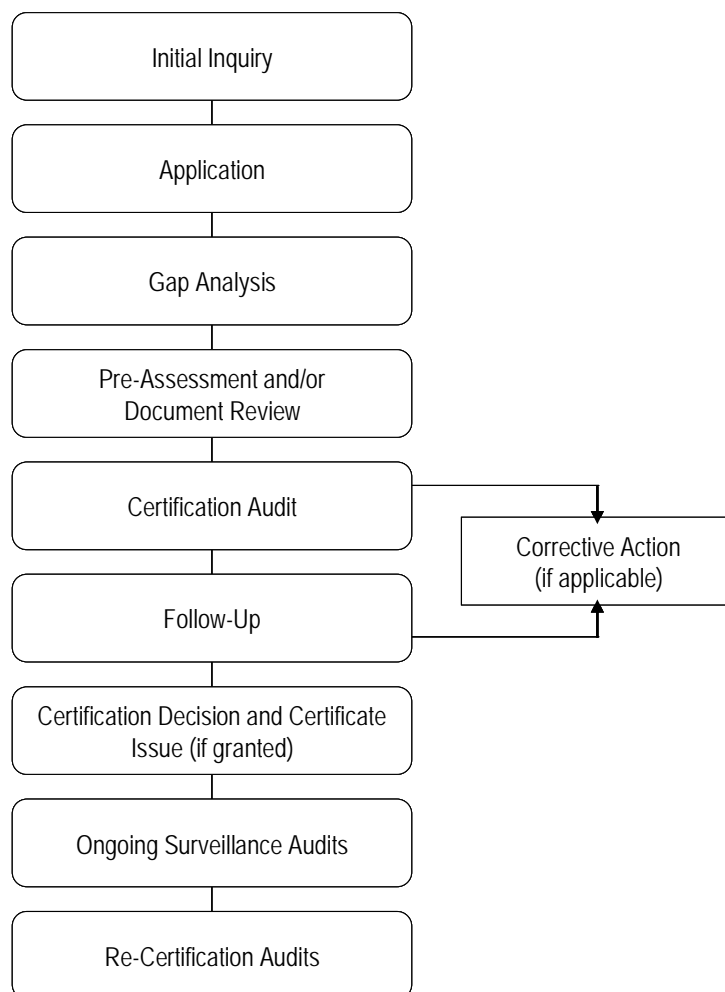 Initial Inquiry
Application
Gap Analysis
Pre-Assessment and/or
Document Review
Certification Audit
Corrective Action
(if applicable)
Follow-Up
Certification Decision and Certificate
Issue (if granted)
Ongoing Surveillance Audits
Re-Certification Audits